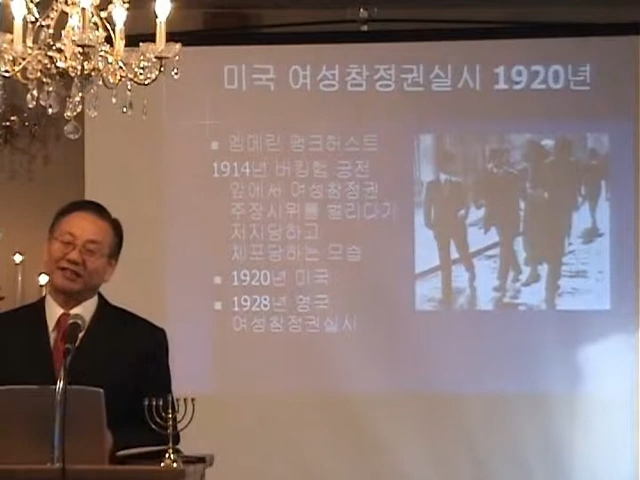 미국 여성참정권실시 1920년
엠메린 팽크허스트
1914년 버킹험 궁전
앞에서 여성참정권
주장시위를 벌리다가
저지당하고
체포당하는 모습
1920년 미국
1928년 영국
여성참정권실시